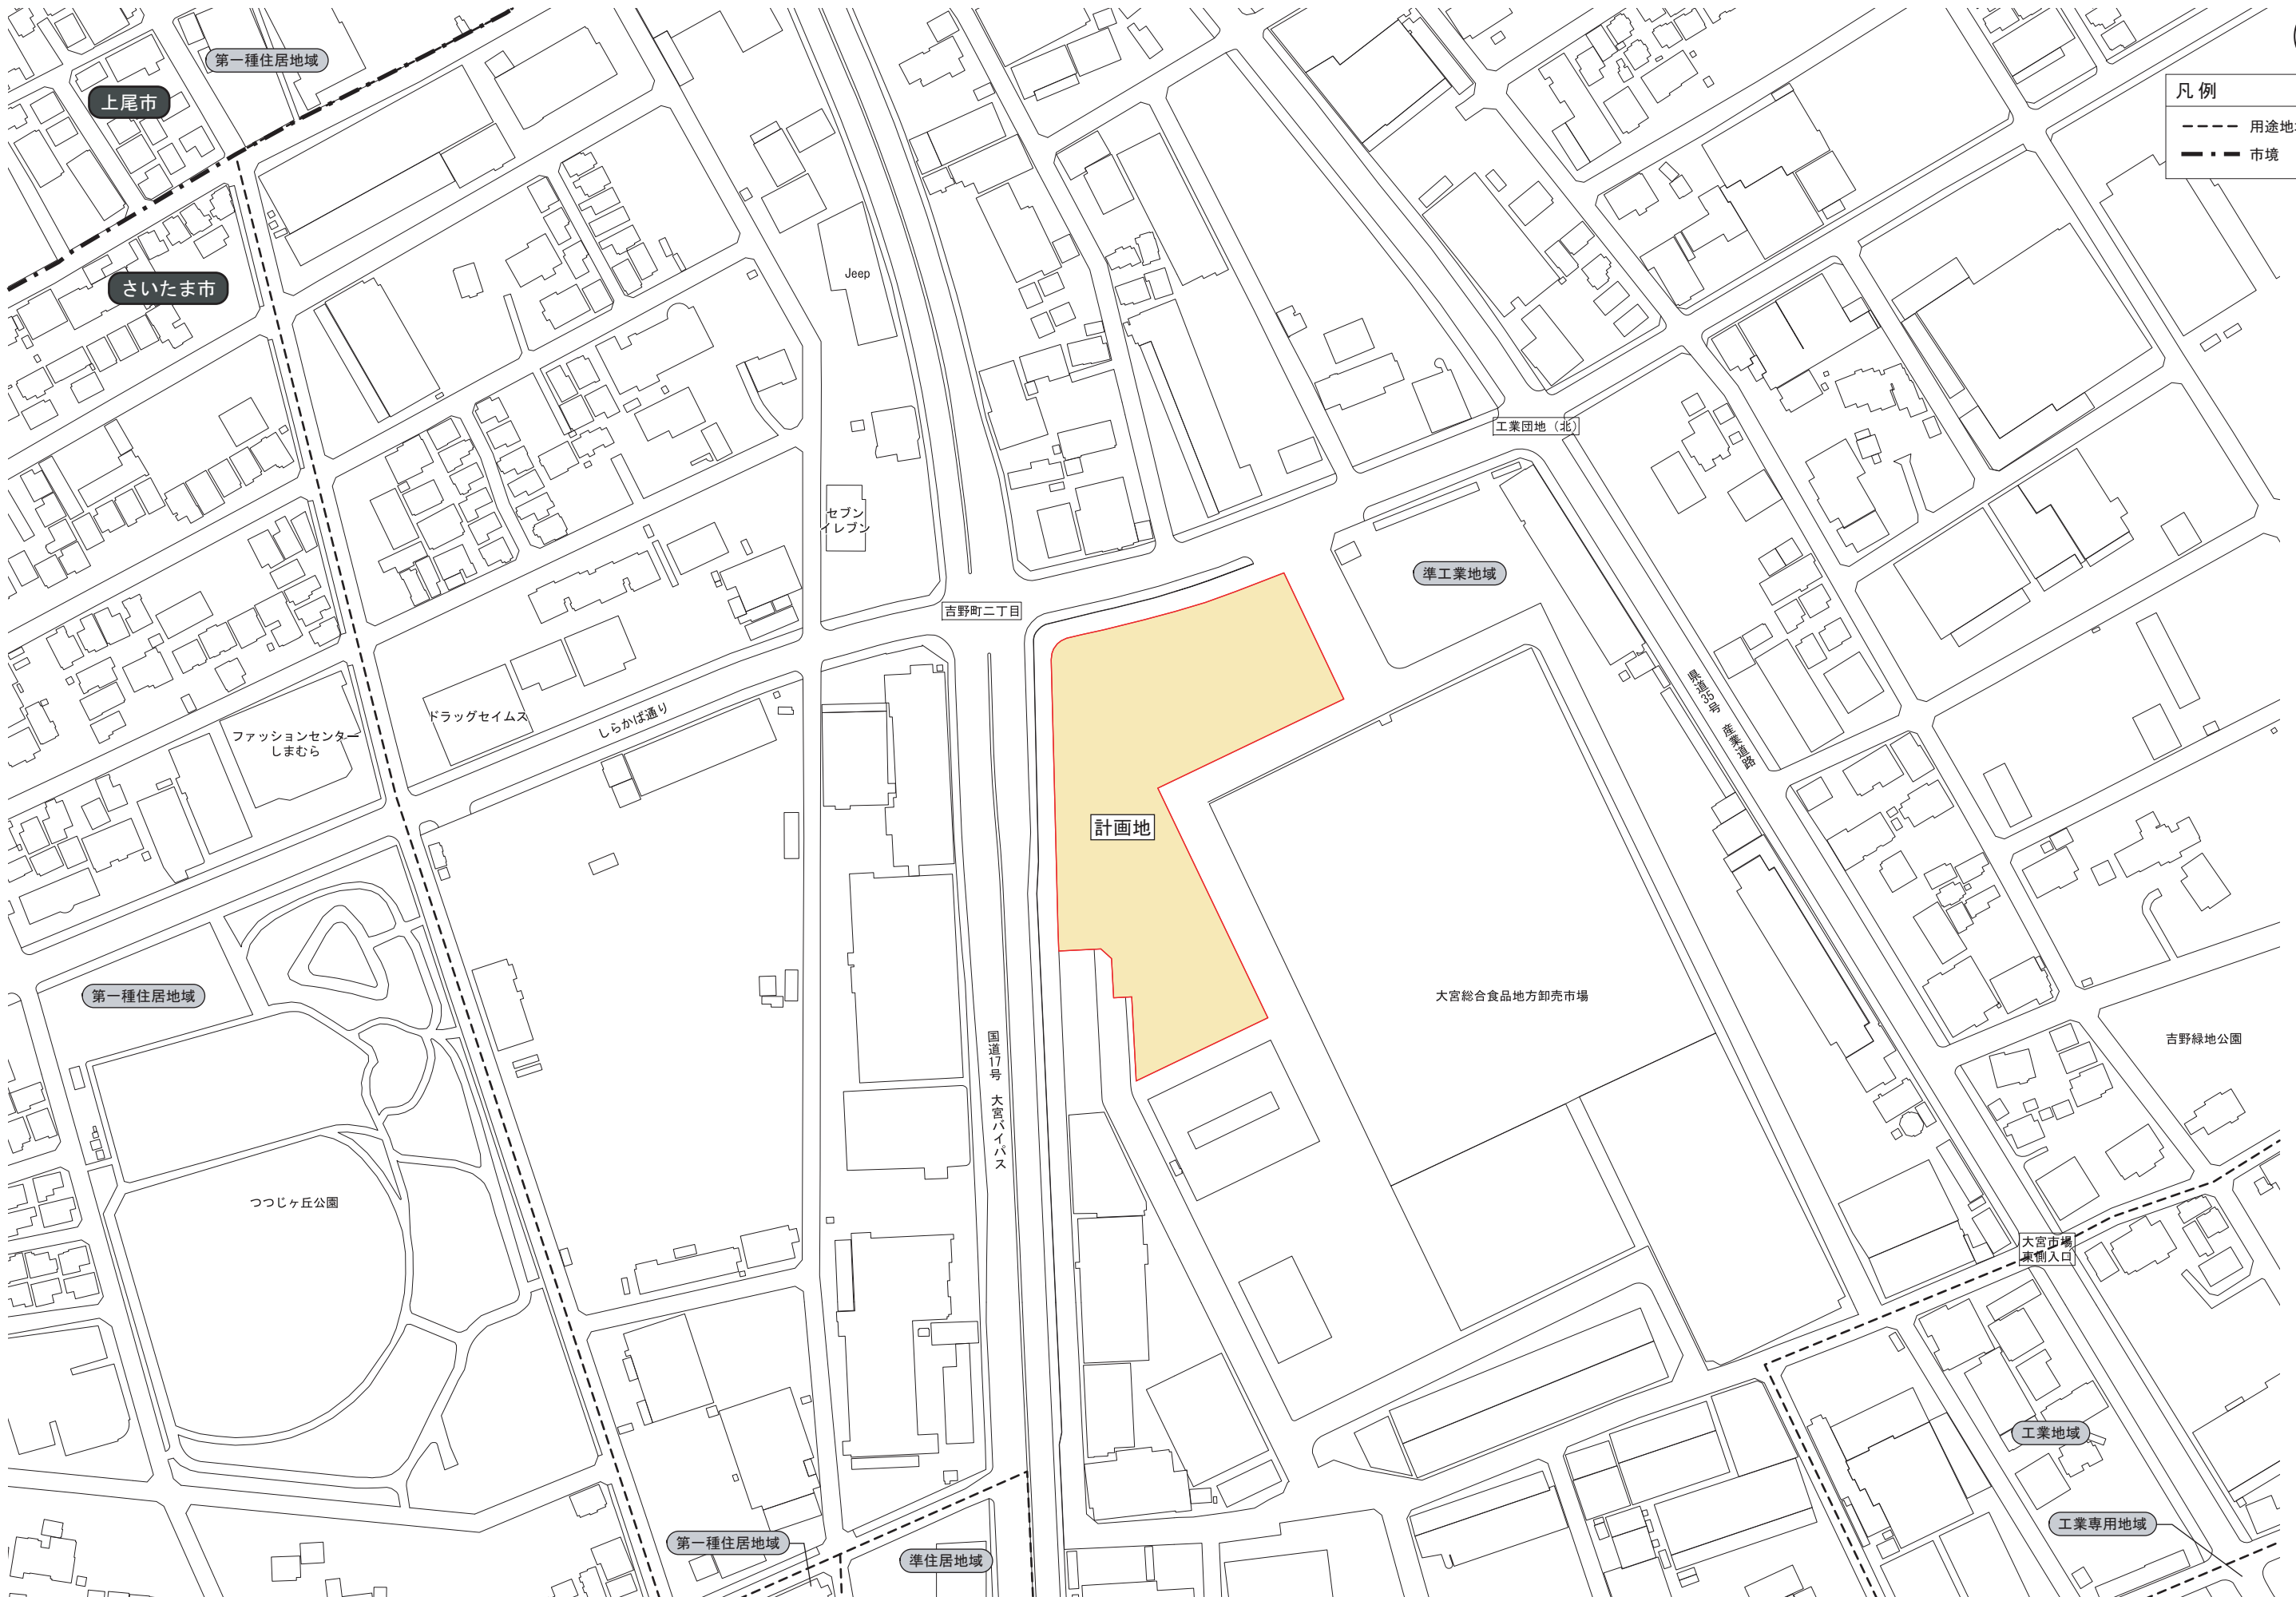 第一種住居地域
凡例
上尾市
用途地
市境
さいたま市
Jeep
工業団地（北）
セブン
イレブン
準工業地域
吉野町二丁目
県道35号　産業道路
ドラッグセイムス
しらかば通り
ファッションセンター
しまむら
計画地
第一種住居地域
大宮総合食品地方卸売市場
国道17号　大宮バイパス
吉野緑地公園
つつじヶ丘公園
大宮市場
東側入口
工業地域
工業専用地域
第一種住居地域
準住居地域